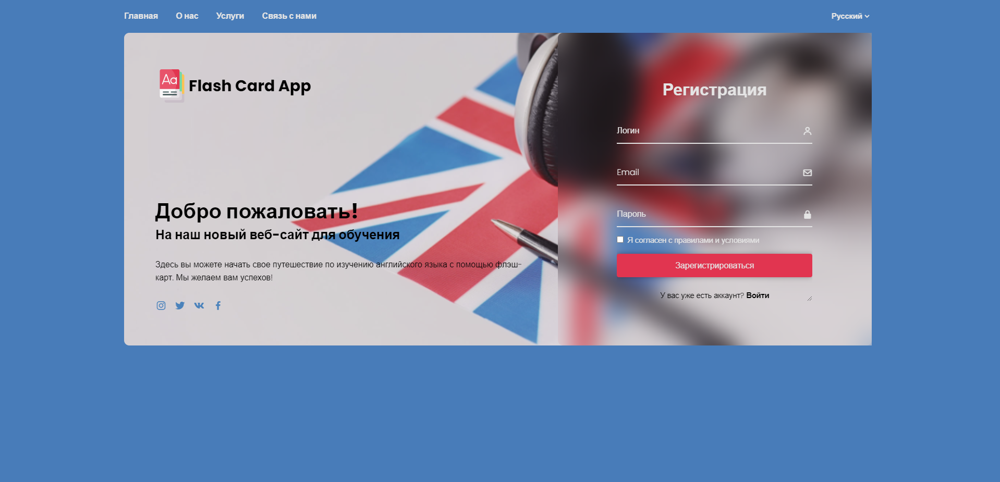 Главная О нас Услуги Связь с нами Русский
Aa
Flash Card App
Добро пожаловать!
На наш новый веб-сайт для обучения
Здесь вы можете начать свое путешествие по изучению английского языка с помощью флэш-
карт. Мы желаем вам успехов!
Регистрация
Логин
Email
Пароль
Я согласен с правилами и условиями
Зарегистрироваться
У вас уже есть аккаунт? Войти